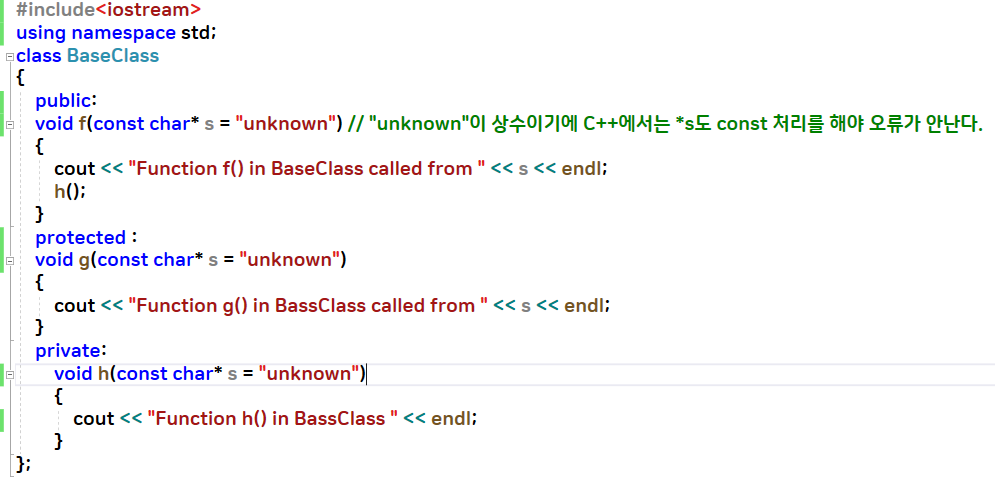 #include<iostream>
using namespace std;
class BaseClass
{
public:
void f(const char* s = "unknown") // "unknown"이 상수이기에 C++에서는 *s도 const 처리를 해야 오류가 안난다.
{
cout << "Function f() in BaseClass called from " << s << endl;
h();
}
protected :
void g(const char* s = "unknown")
{
cout << "Function g() in BassClass called from " << s << endl;
}
private:
void h(const char* s = "unknown")
{
cout << "Function h() in BassClass " << endl;
}
};